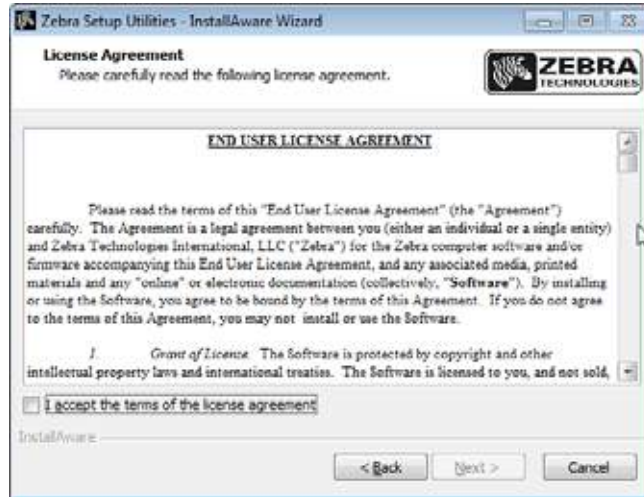 Zebra Setup Utilities - InstallAware Wizard
License Agreement
Please carefully read the following license agreement.
ZEBRA
TECHNOLOGIES
END USER LICENSE AGREEMENT
Please read the terms of this "End User License Agreement" (the "Agreement")
carefully. The Agreement is a legal agreement between you (either an individual or a single entity)
and Zebra Technologies International, LLC ("Zebra") for the Zebra computer software and/or
firmware accompanying this End User License Agreement, and any associated media, printed
materials and any "online" or electronic documentation (collectively, "Software"). By installing
or using the Software, you agree to be bound by the terms of this Agreement. If you do not agree
to the terms of this Agreement, you may not install or use the Software.
1. Grant of License. The Software is protected by copyright and other
intellectual property laws and international treaties. The Software is licensed to you, and not sold,
I accept the terms of the license agreement
InstallAware
< Back Next > Cancel